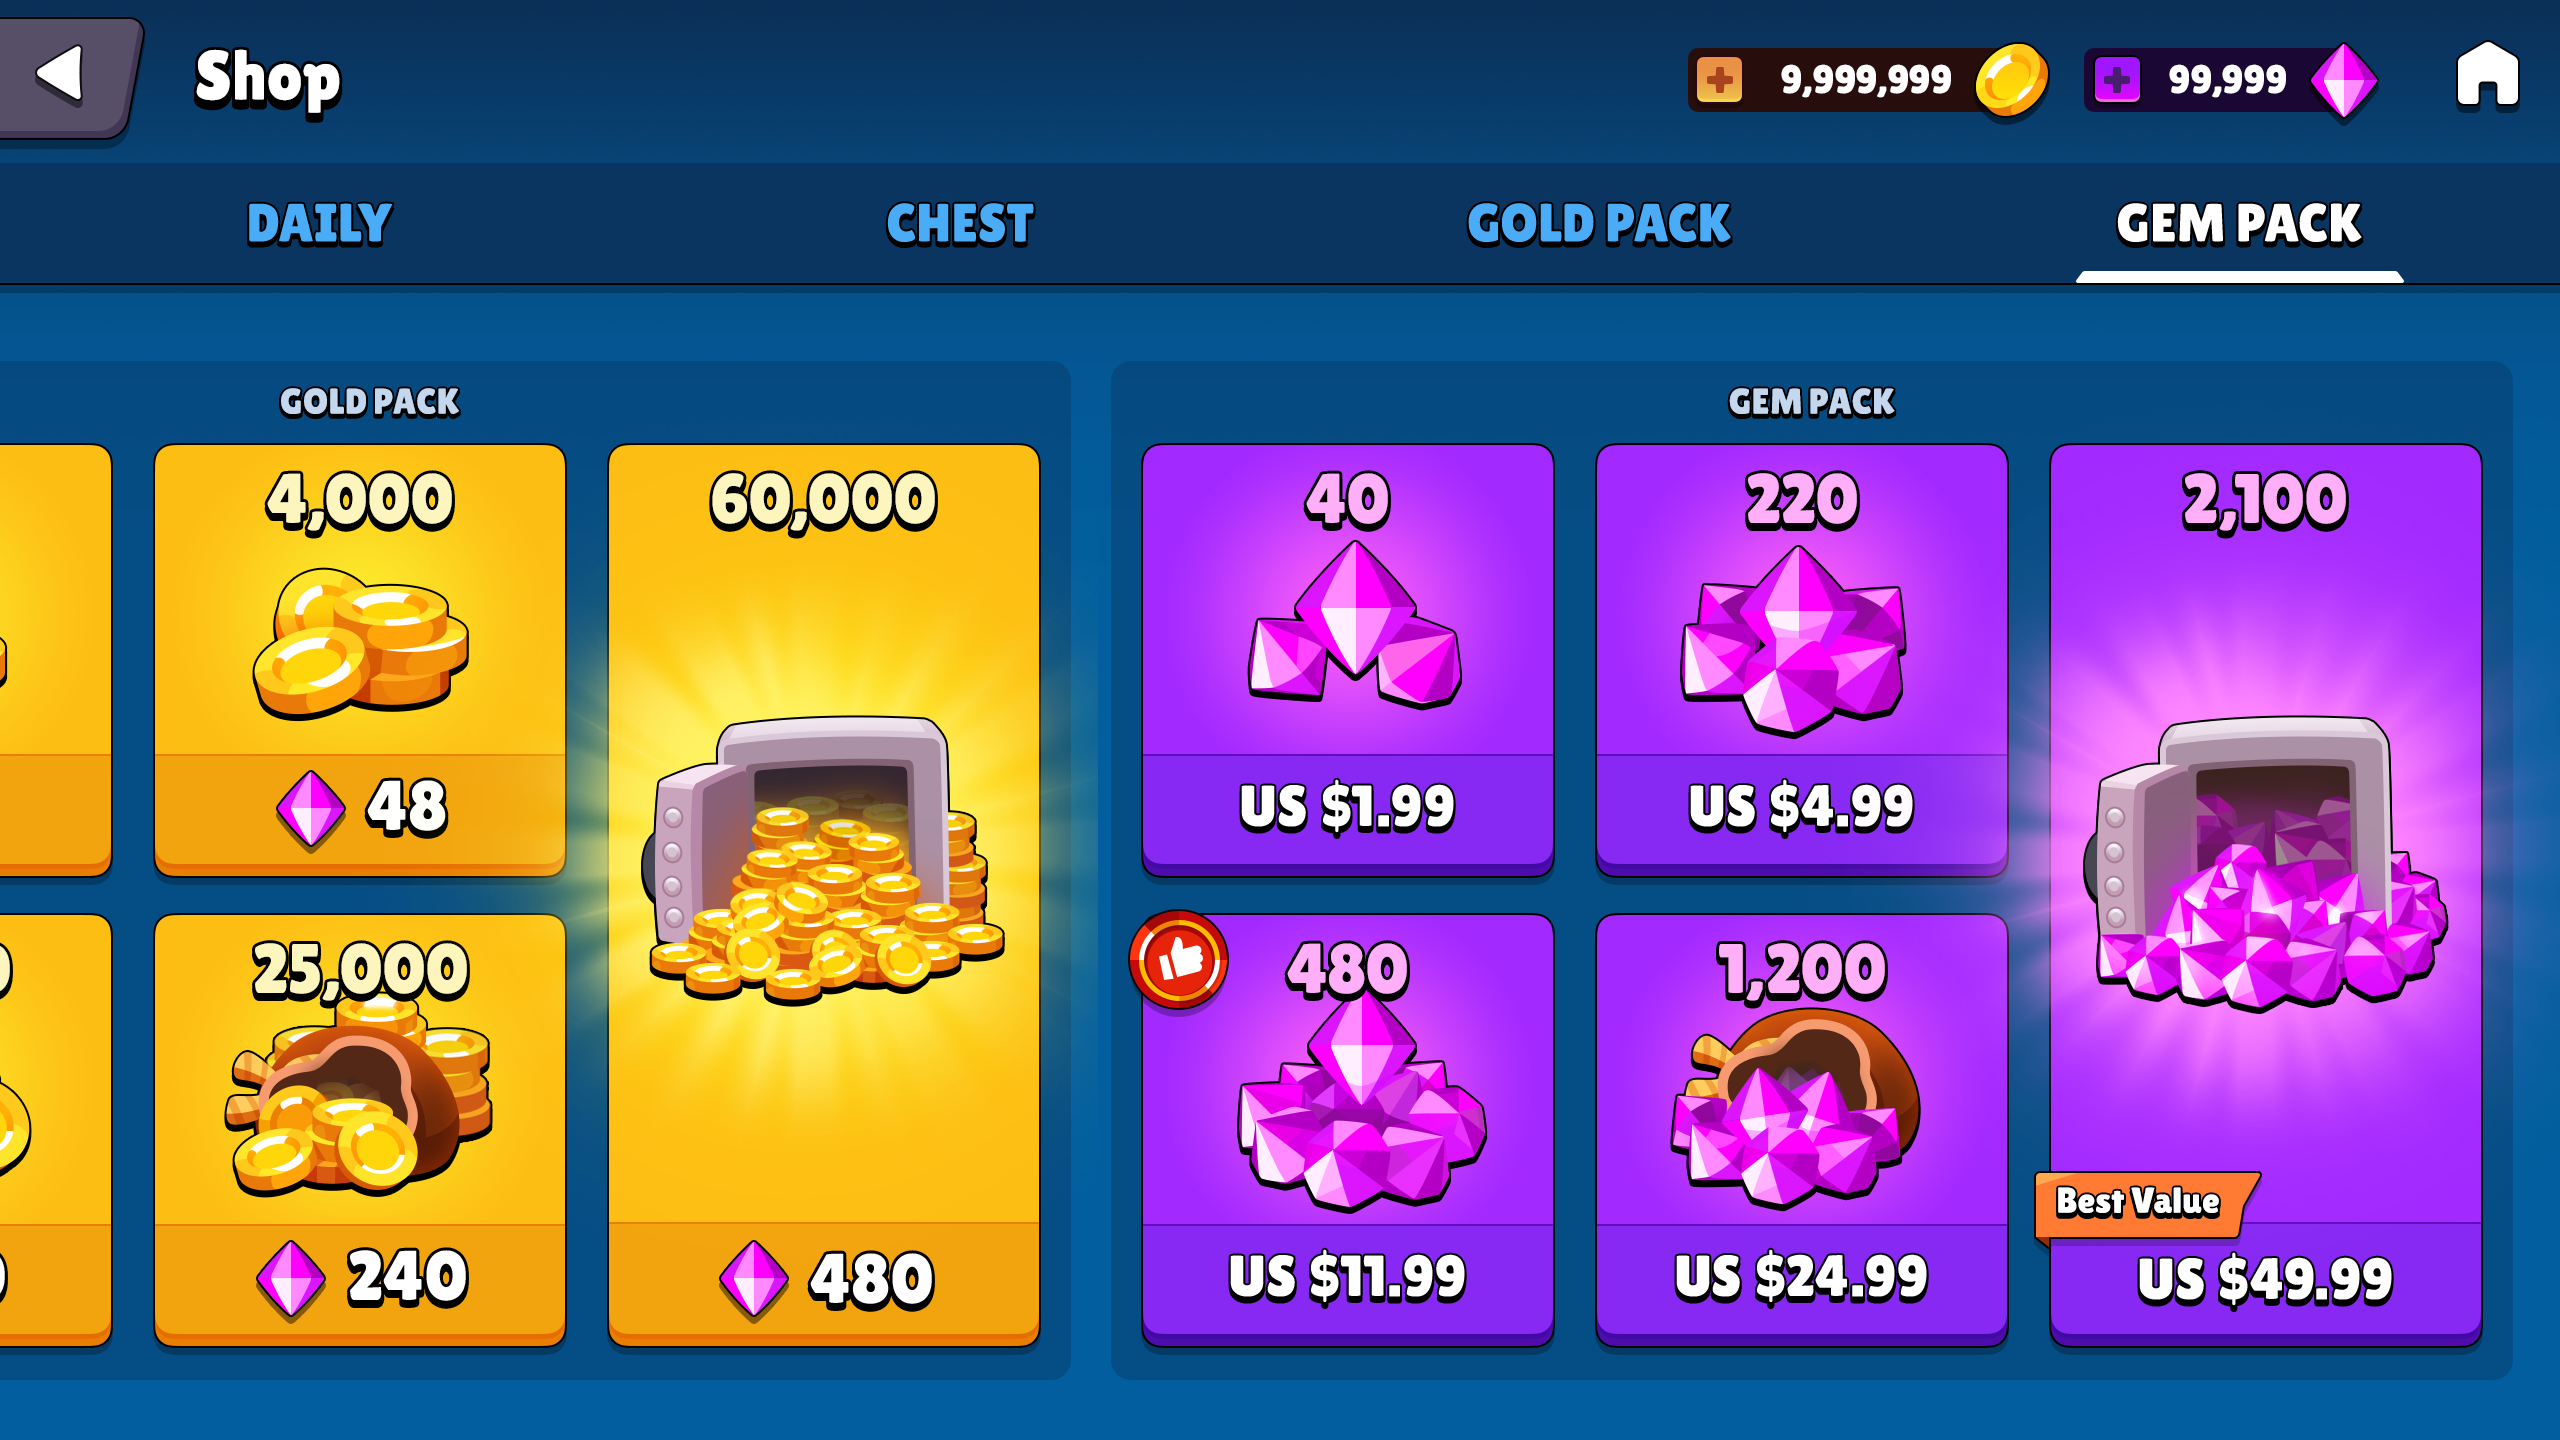 Shop
9,999,999
99,999
DAILY
CHEST
GOLD PACK
GEM PACK
GOLD PACK
4,000
48
25,000
240
60,000
480
GEM PACK
40
US $1.99
220
US $4.99
480
US $11.99
1,200
US $24.99
2,100
Best Value
US $49.99